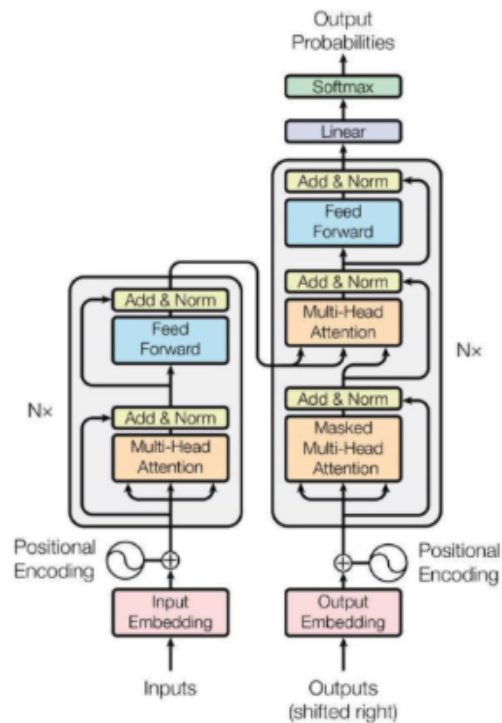 Output
Probabilities
Softmax
Linear
Add & Norm
Feed
Forward
Add & Norm
Multi-Head
Attention
Nx
Add & Norm
Masked
Multi-Head
Attention
Add & Norm
Feed
Forward
Nx
Add & Norm
Multi-Head
Attention
Positional
Encoding
Positional
Encoding
Input
Embedding
Output
Embedding
Inputs
Outputs
(shifted right)